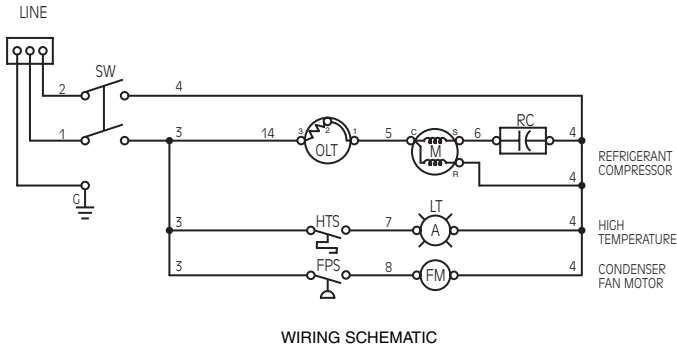 LINE
SW
2
4
1
3
14
3
2
1
OLT
5
C
S
M
R
6
RC
4
4
REFRIGERANT
COMPRESSOR
G
3
HTS
7
LT
A
4
HIGH
TEMPERATURE
3
FPS
8
FM
4
CONDENSER
FAN MOTOR
WIRING SCHEMATIC